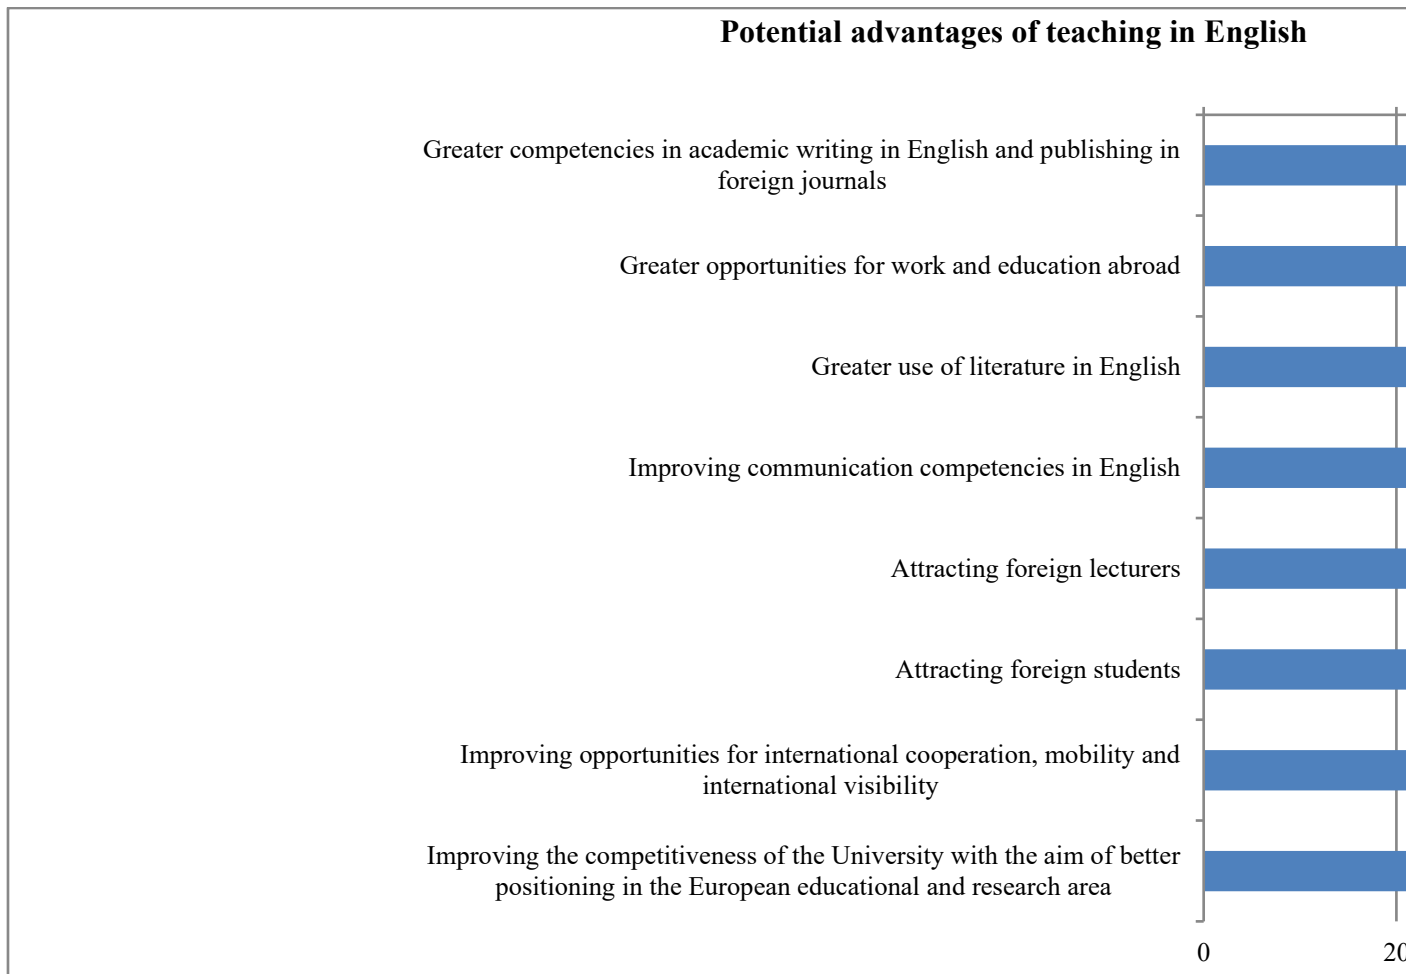 Potential advantages of teaching in English
Greater competencies in academic writing in English and publishing in
foreign journals
Greater opportunities for work and education abroad
Greater use of literature in English
Improving communication competencies in English
Attracting foreign lecturers
Attracting foreign students
Improving opportunities for international cooperation, mobility and
international visibility
Improving the competitiveness of the University with the aim of better
positioning in the European educational and research area
0 20